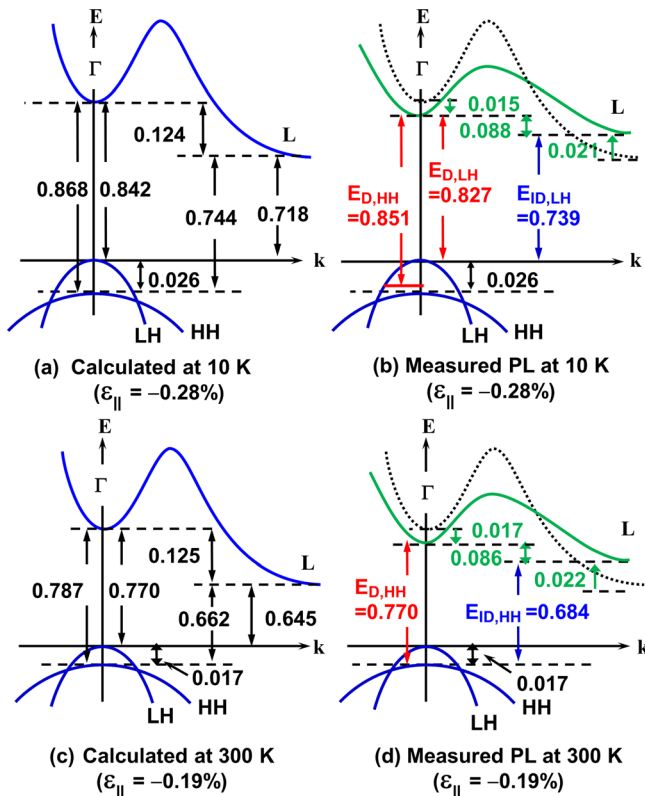 E
Γ
L
0.124
0.868
0.842
0.744
0.718
k
0.026
LH
HH
(a) Calculated at 10 K
(ε|| = −0.28%)
E
Γ
L
0.015
0.088
0.021
E_D,HH
=0.851
E_D,LH
=0.827
E_ID,LH
=0.739
k
0.026
LH
HH
(b) Measured PL at 10 K
(ε|| = −0.28%)
E
Γ
L
0.125
0.787
0.770
0.662
0.645
k
0.017
HH
LH
(c) Calculated at 300 K
(ε|| = −0.19%)
E
Γ
L
0.017
0.086
0.022
E_D,HH
=0.770
E_ID,HH=0.684
k
0.017
HH
LH
(d) Measured PL at 300 K
(ε|| = −0.19%)